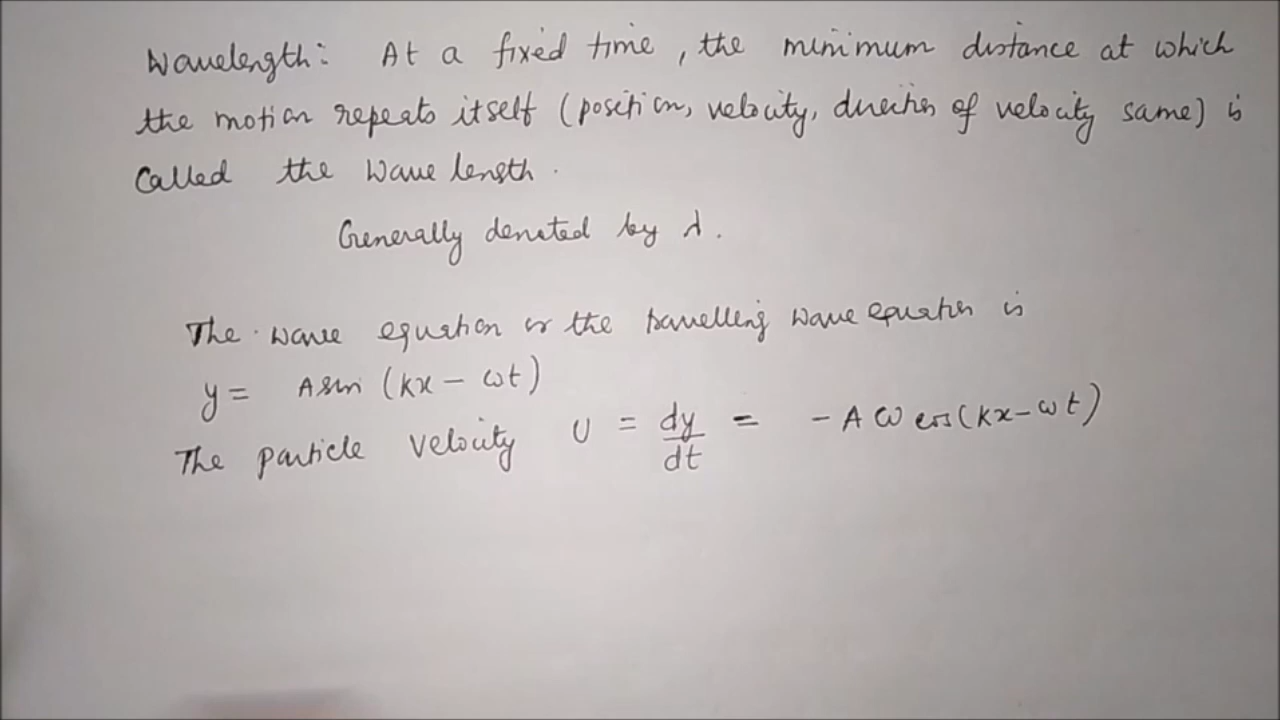 Wavelength: At a fixed time, the minimum distance at which
the motion repeats itself (position, velocity, direction of velocity same) is
Called the Wave length.
Generally denoted by λ.
The wave equation or the travelling wave equation is
y = A sin (kx - ωt)
The particle velocity v = dy/dt = - A ω cos(kx - ωt)